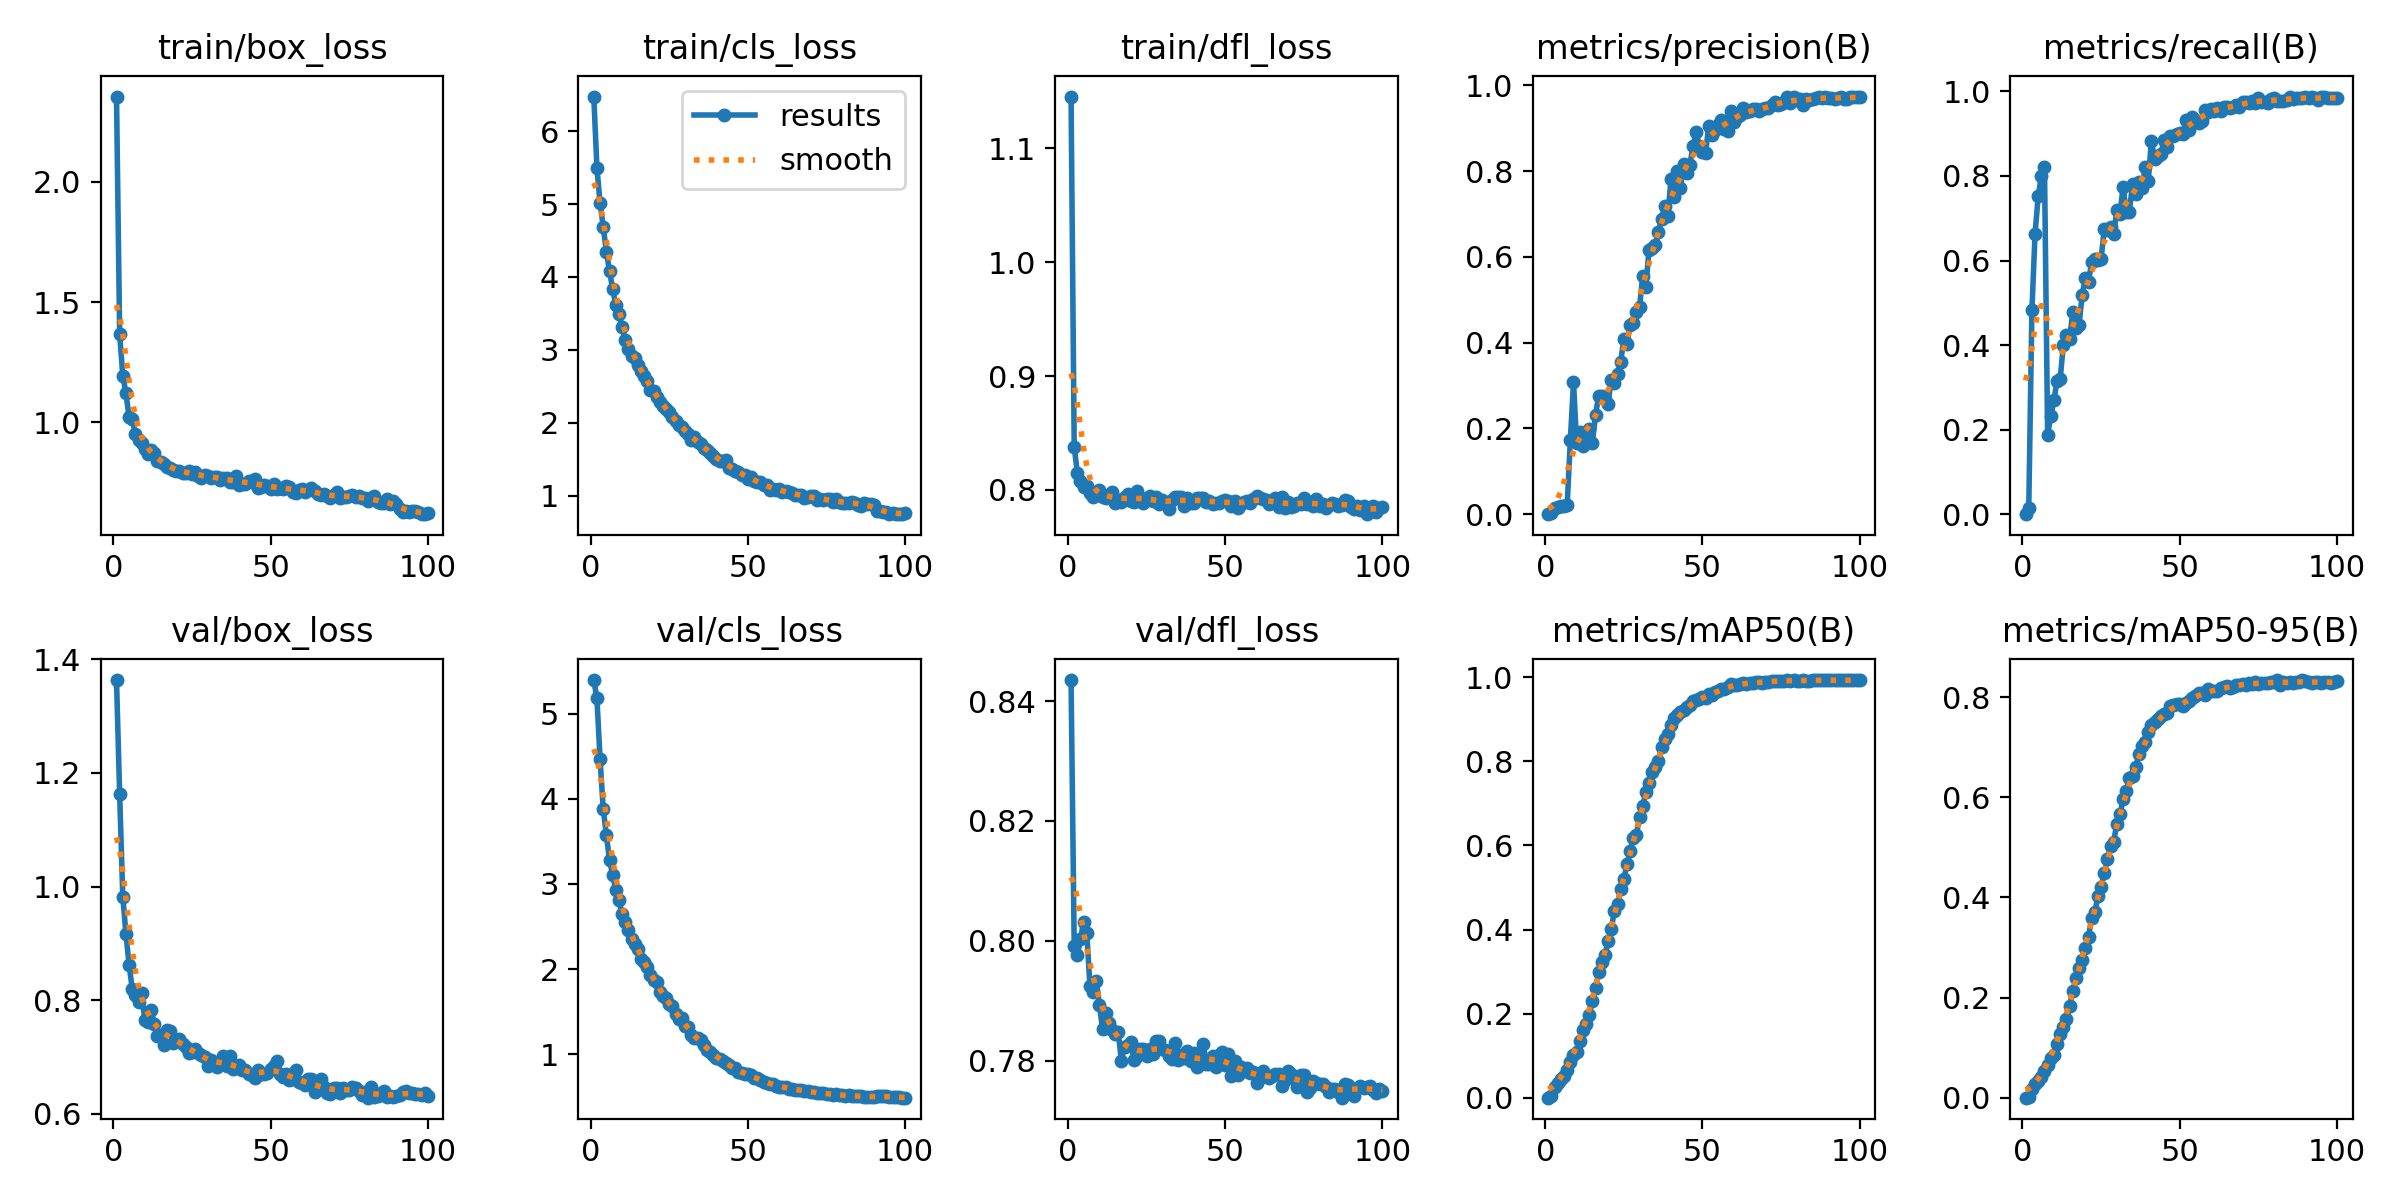 train/box_loss
2.0
1.5
1.0
0 50 100
train/cls_loss
results
smooth
6
5
4
3
2
1
0 50 100
train/dfl_loss
1.1
1.0
0.9
0.8
0 50 100
metrics/precision(B)
1.0
0.8
0.6
0.4
0.2
0.0
0 50 100
metrics/recall(B)
1.0
0.8
0.6
0.4
0.2
0.0
0 50 100
val/box_loss
1.4
1.2
1.0
0.8
0.6
0 50 100
val/cls_loss
5
4
3
2
1
0 50 100
val/dfl_loss
0.84
0.82
0.80
0.78
0 50 100
metrics/mAP50(B)
1.0
0.8
0.6
0.4
0.2
0.0
0 50 100
metrics/mAP50-95(B)
0.8
0.6
0.4
0.2
0.0
0 50 100